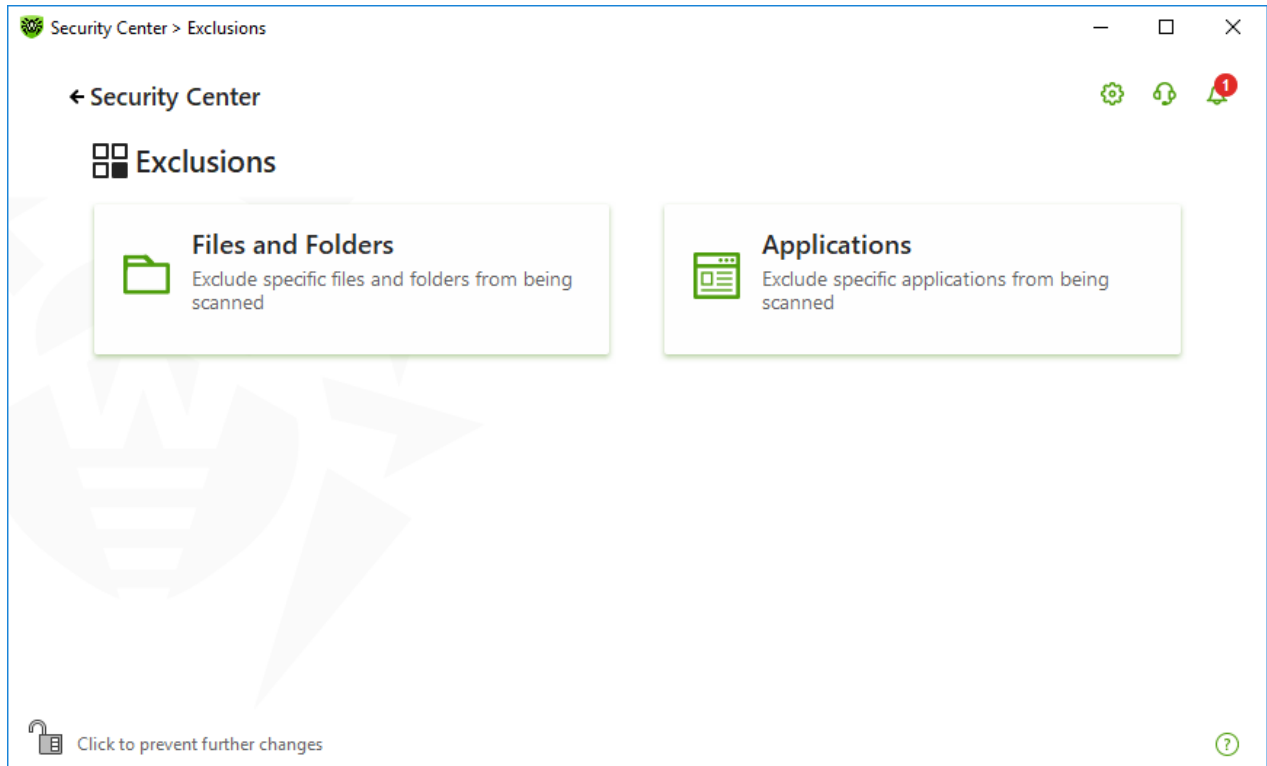 Security Center > Exclusions
Security Center
1
Exclusions
Files and Folders
Exclude specific files and folders from being
scanned
Applications
Exclude specific applications from being
scanned
Click to prevent further changes
?